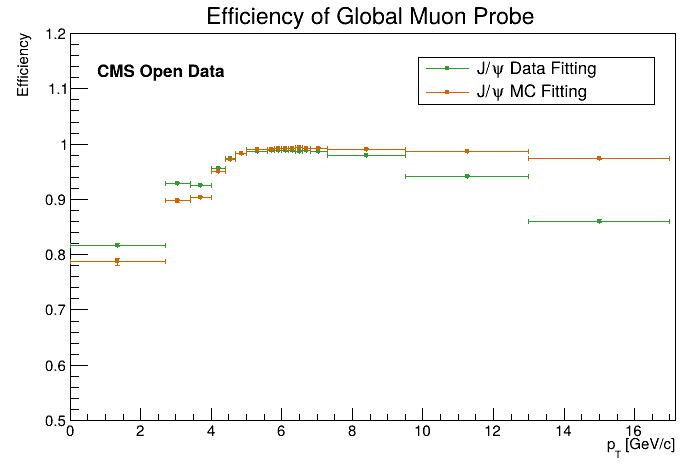 Efficiency of Global Muon Probe
Efficiency
1.2
1.1
1
0.9
0.8
0.7
0.6
0.5
CMS Open Data
J/ψ Data Fitting
J/ψ MC Fitting
0 2 4 6 8 10 12 14 16
p_T [GeV/c]